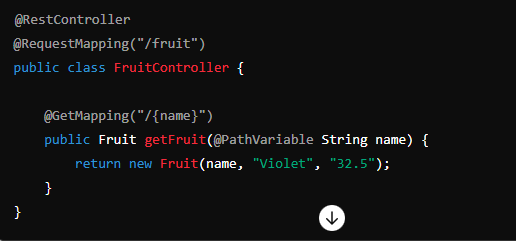 @RestController
@RequestMapping("/fruit")
public class FruitController {
@GetMapping("/{name}")
public Fruit getFruit(@PathVariable String name) {
return new Fruit(name, "Violet", "32.5");
}
}